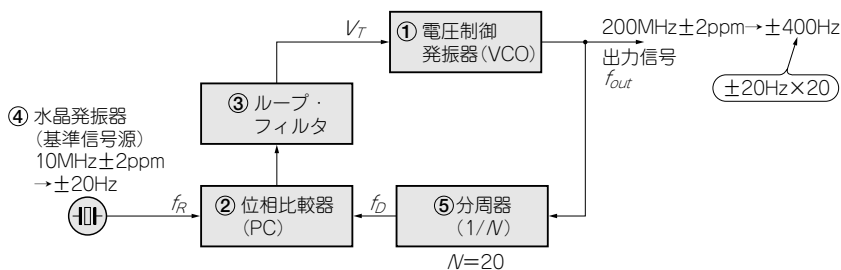 V_T
① 電圧制御
発振器(VCO)
200MHz±2ppm→±400Hz
出力信号
f_out
±20Hz×20
③ ループ・
フィルタ
④ 水晶発振器
(基準信号源)
10MHz±2ppm
→±20Hz
f_R
② 位相比較器
(PC)
f_D
⑤分周器
(1/N)
N=20